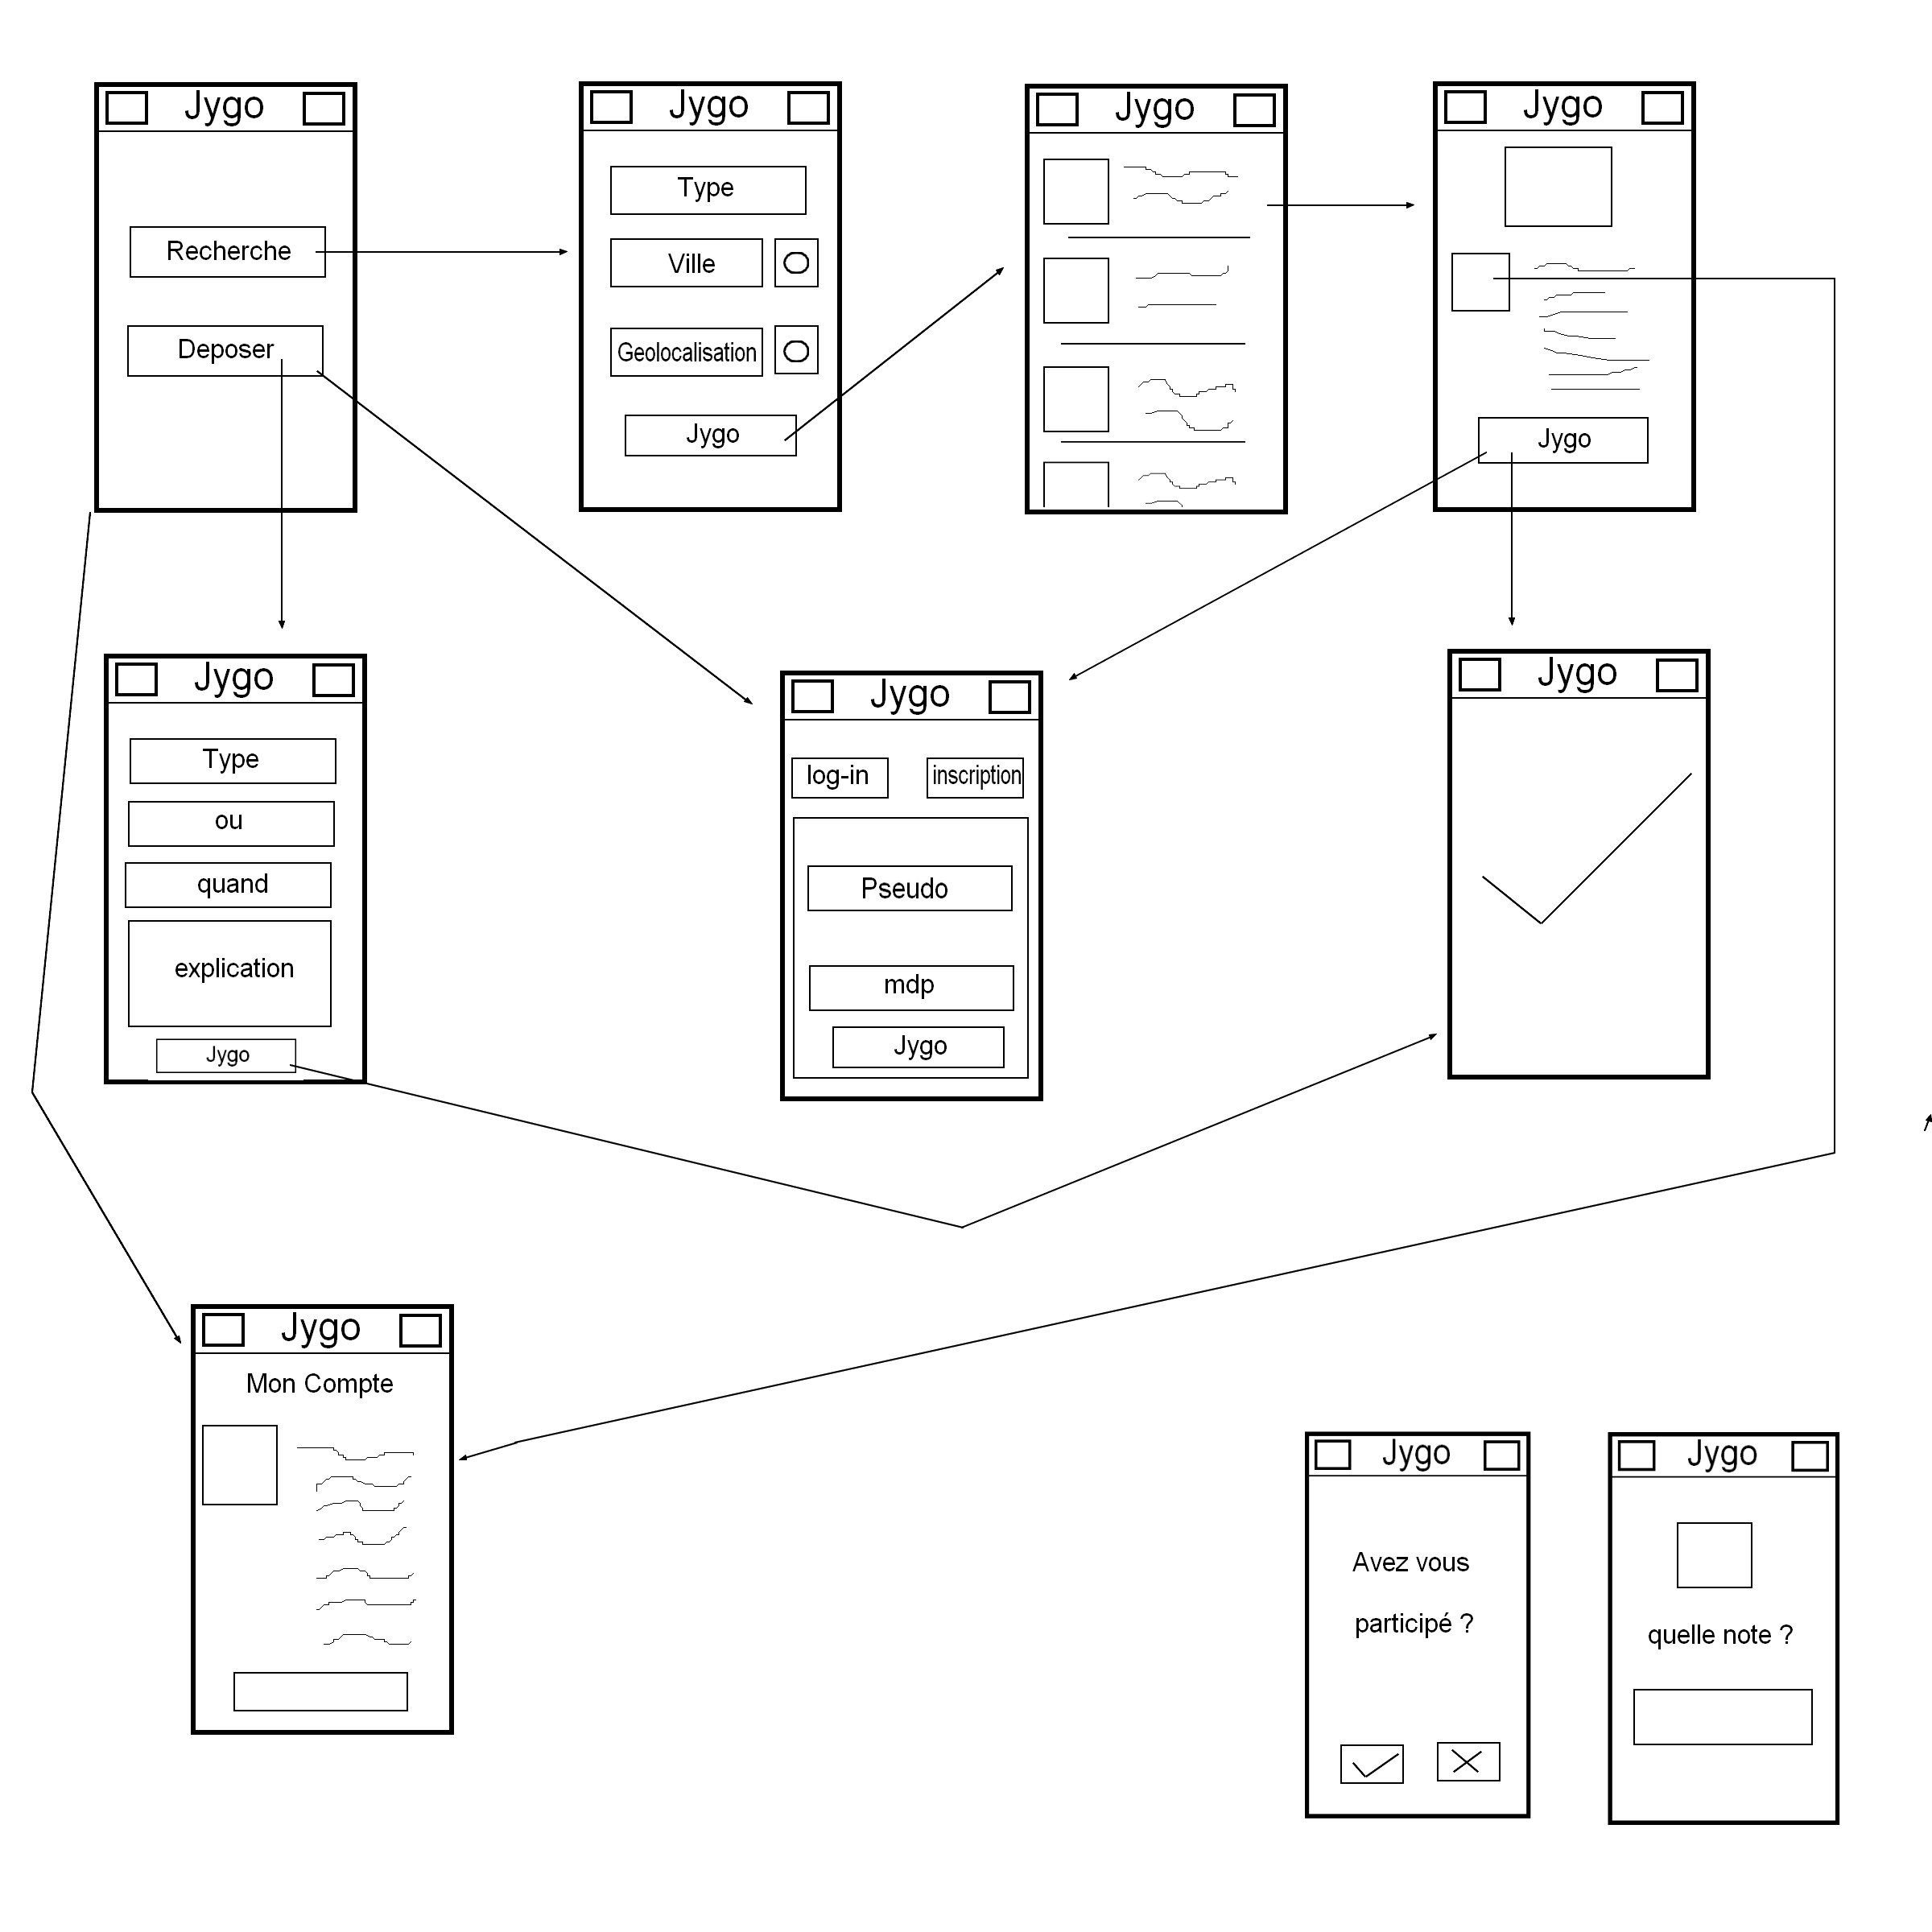 Jygo
Recherche
Deposer
Jygo
Type
Ville
Geolocalisation
Jygo
Jygo
Jygo
Jygo
Jygo
Type
ou
quand
explication
Jygo
Jygo
log-in
inscription
Pseudo
mdp
Jygo
Jygo
Jygo
Mon Compte
Jygo
Avez vous
participé ?
Jygo
quelle note ?